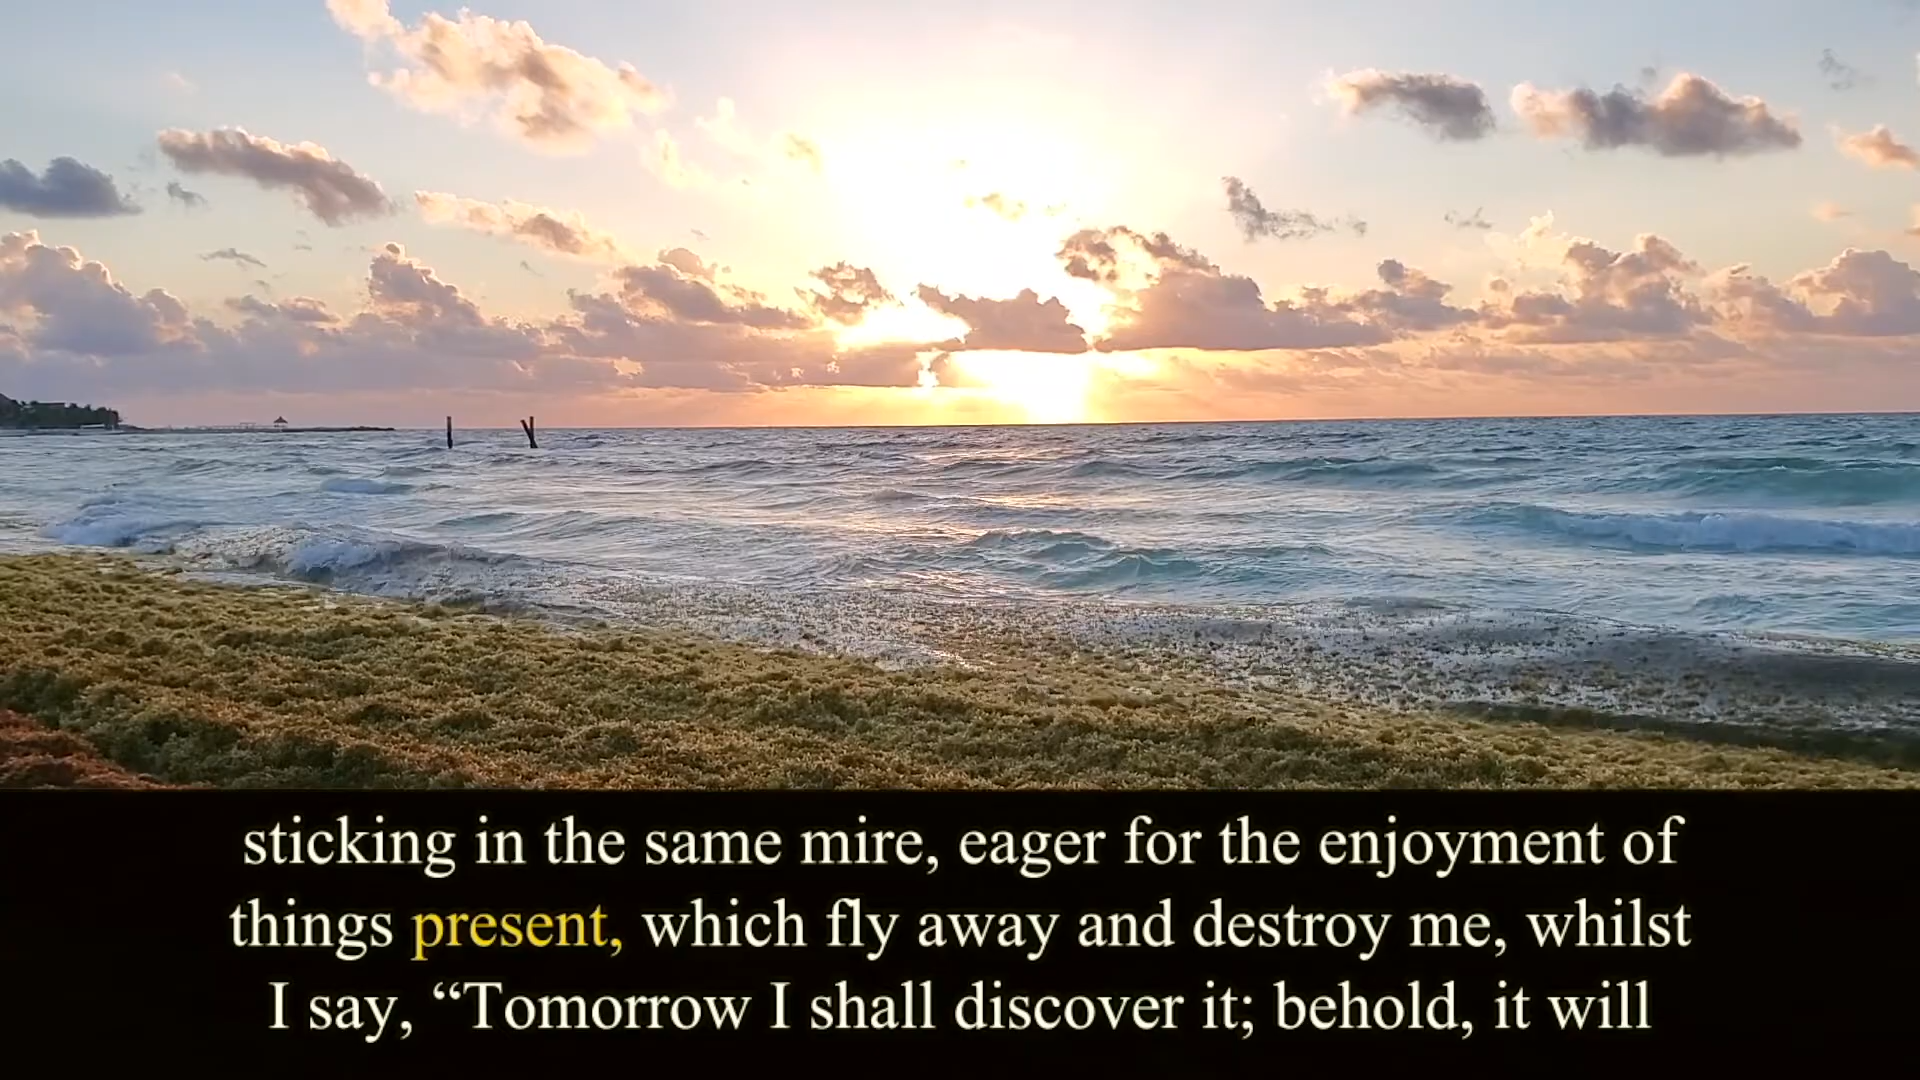 sticking in the same mire, eager for the enjoyment of
things present, which fly away and destroy me, whilst
I say, “Tomorrow I shall discover it; behold, it will